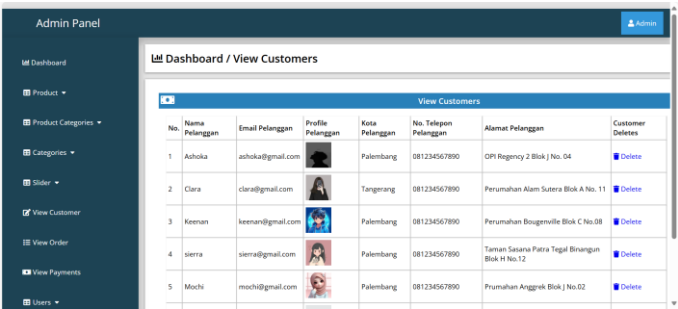 Admin Panel
Admin
Dashboard
Product
Product Categories
Categories
Slider
View Customer
View Order
View Payments
Users
Dashboard / View Customers
View Customers
No. Nama Pelanggan Email Pelanggan Profile Pelanggan Kota Pelanggan No. Telepon Pelanggan Alamat Pelanggan Customer Deletes
1 Ashoka ashoka@gmail.com Palembang 081234567890 OPI Regency 2 Blok J No. 04 Delete
2 Clara clara@gmail.com Tangerang 081234567890 Perumahan Alam Sutera Blok A No. 11 Delete
3 Keenan keenan@gmail.com Palembang 081234567890 Perumahan Bougenville Blok C No.08 Delete
4 sierra sierra@gmail.com Palembang 081234567890 Taman Sasana Patra Tegal Binangun Blok H No.12 Delete
5 Mochi mochi@gmail.com Palembang 081234567890 Prumahan Anggrek Blok J No.02 Delete